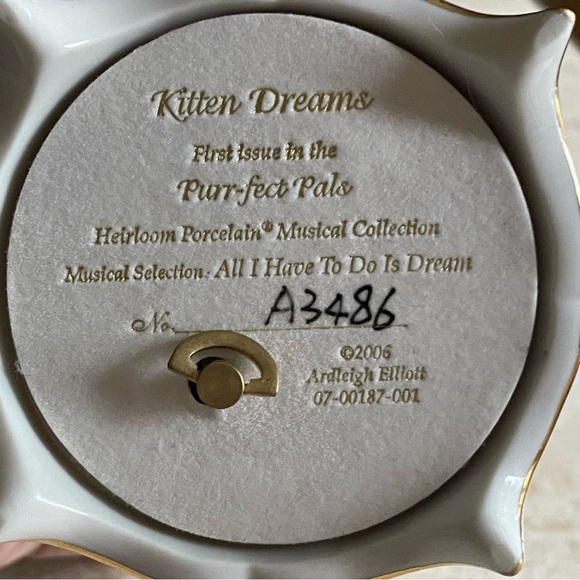 Kitten Dreams
First issue in the
Purr-fect Pals
Heirloom Porcelain® Musical Collection
Musical Selection: All I Have To Do Is Dream
No. A3486
©2006
Ardleigh Elliott
07-00187-001